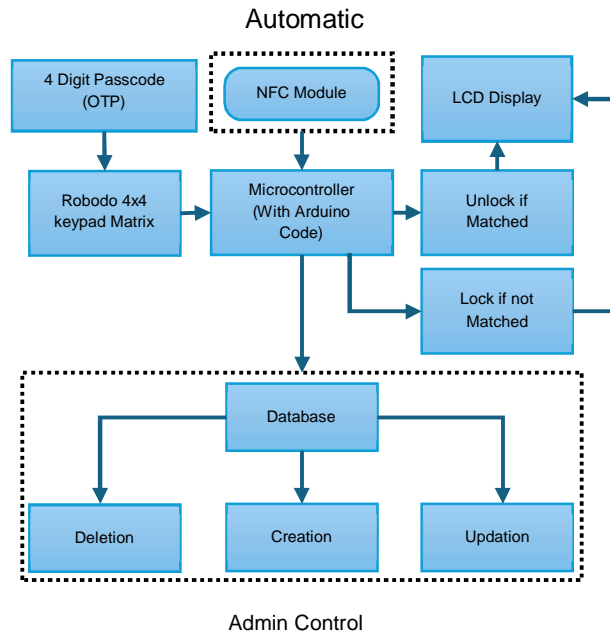 Automatic
4 Digit Passcode
(OTP)
NFC Module
LCD Display
Robodo 4x4
keypad Matrix
Microcontroller
(With Arduino
Code)
Unlock if
Matched
Lock if not
Matched
Database
Deletion
Creation
Updation
Admin Control